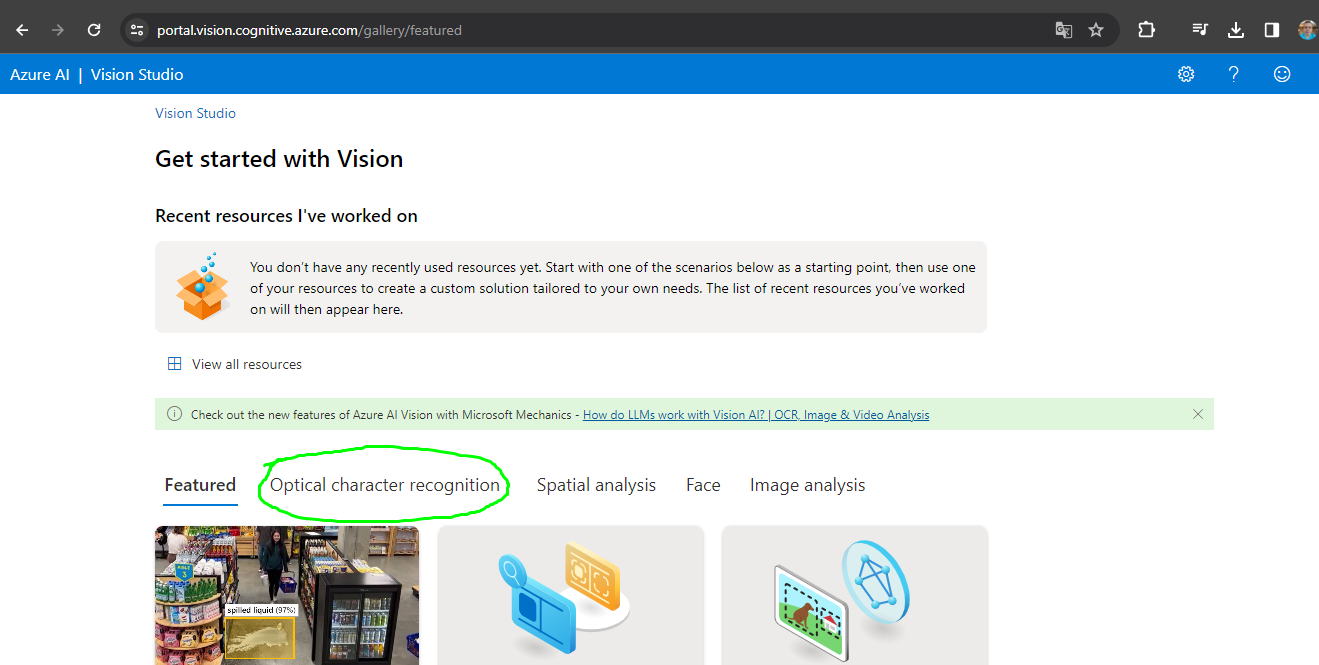 portal.vision.cognitive.azure.com/gallery/featured
Azure AI | Vision Studio
Vision Studio
Get started with Vision
Recent resources I've worked on
You don't have any recently used resources yet. Start with one of the scenarios below as a starting point, then use one
of your resources to create a custom solution tailored to your own needs. The list of recent resources you've worked
on will then appear here.
View all resources
Check out the new features of Azure AI Vision with Microsoft Mechanics - How do LLMs work with Vision AI? | OCR, Image & Video Analysis
Featured Optical character recognition Spatial analysis Face Image analysis
spilled liquid (97%)